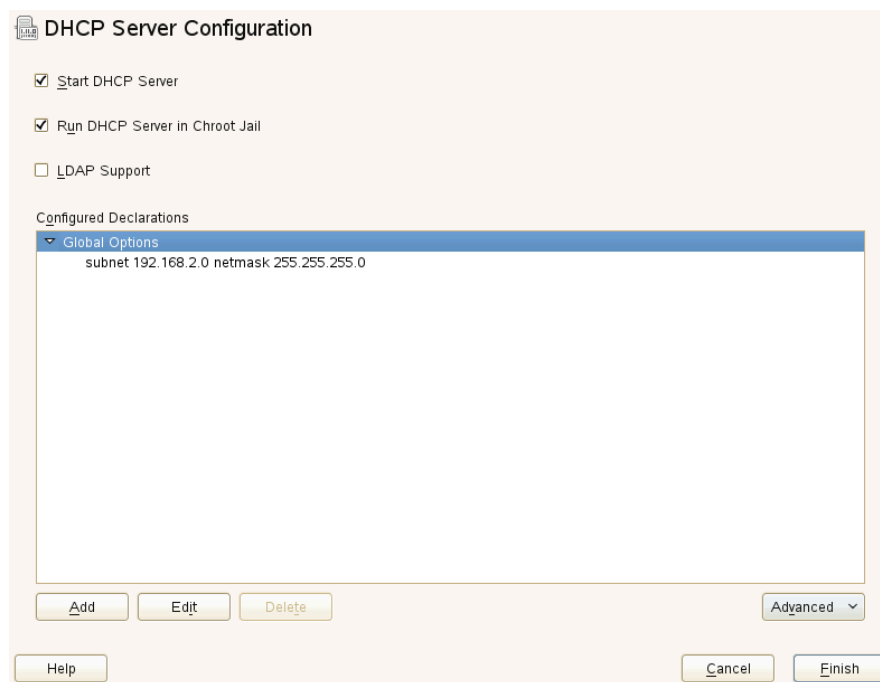 DHCP Server Configuration
Start DHCP Server
Run DHCP Server in Chroot Jail
LDAP Support
Configured Declarations
Global Options
subnet 192.168.2.0 netmask 255.255.255.0
Add Edit Delete Advanced
Help Cancel Finish